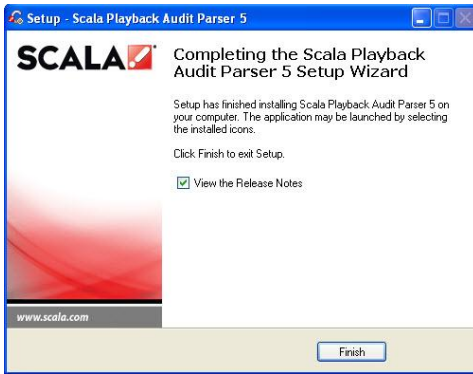 Setup - Scala Playback Audit Parser 5
SCALA
Completing the Scala Playback
Audit Parser 5 Setup Wizard
Setup has finished installing Scala Playback Audit Parser 5 on
your computer. The application may be launched by selecting
the installed icons.
Click Finish to exit Setup.
View the Release Notes
www.scala.com
Finish